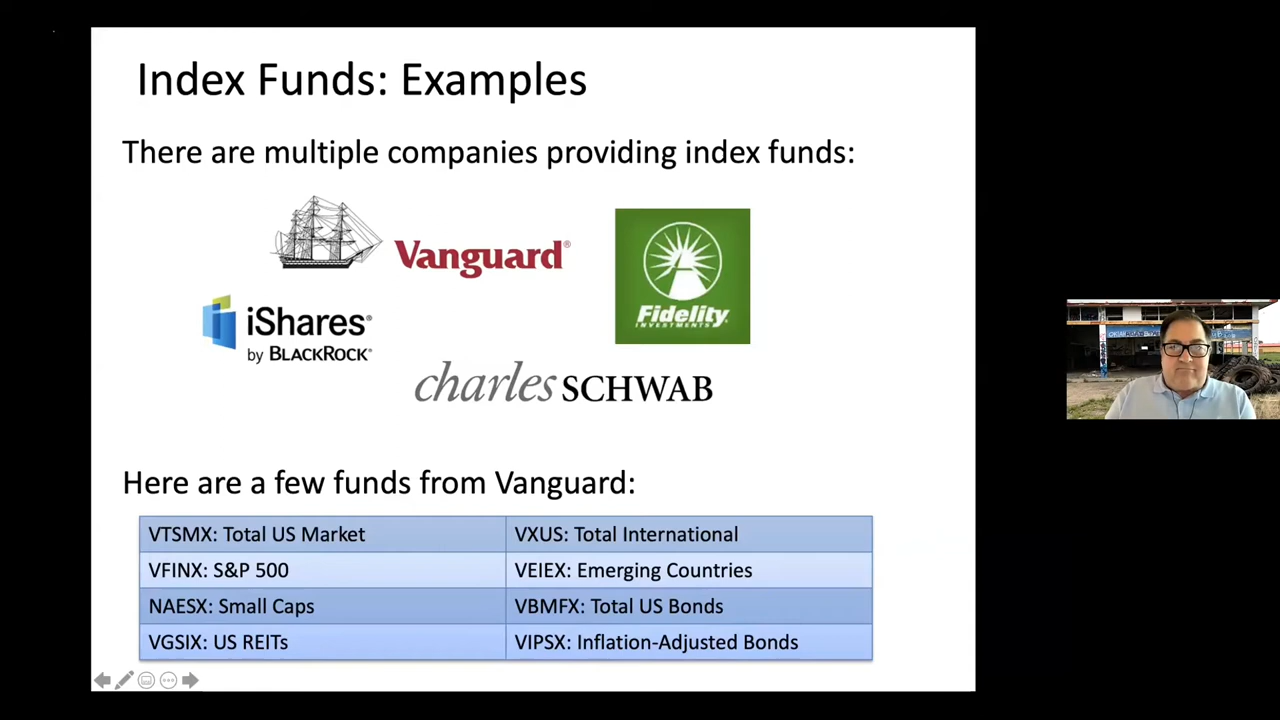 Index Funds: Examples
There are multiple companies providing index funds:
Vanguard®
Fidelity
INVESTMENTS
iShares®
by BLACKROCK®
charles SCHWAB
Here are a few funds from Vanguard:
VTSMX: Total US Market
VXUS: Total International
VFINX: S&P 500
VEIEX: Emerging Countries
NAESX: Small Caps
VBMFX: Total US Bonds
VGSIX: US REITs
VIPSX: Inflation-Adjusted Bonds